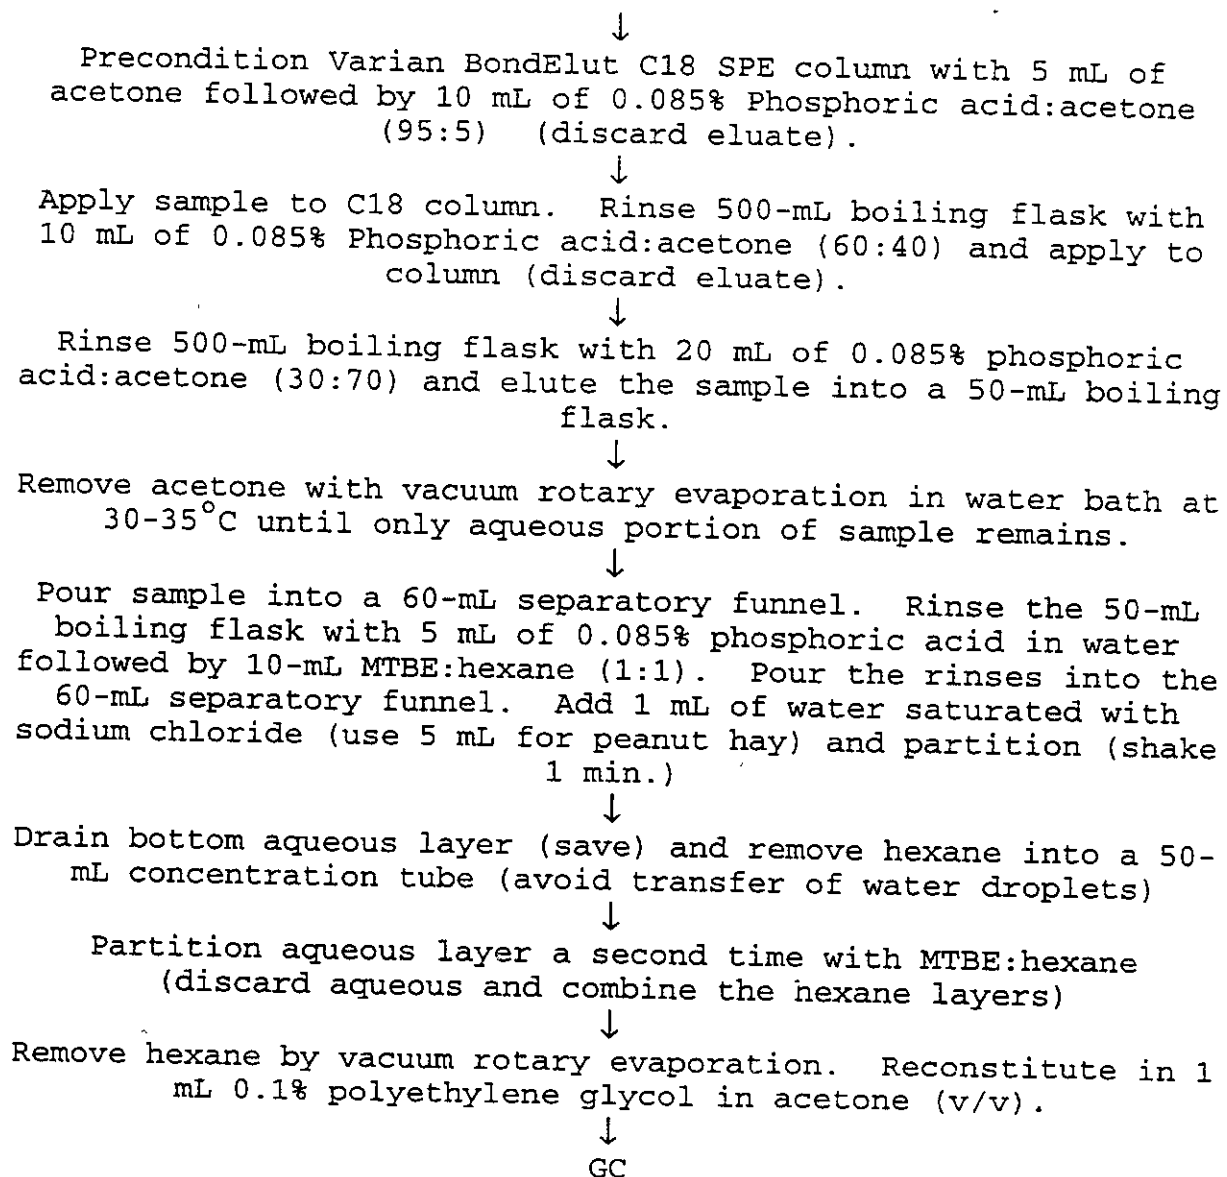 ↓
Precondition Varian BondElut C18 SPE column with 5 mL of
acetone followed by 10 mL of 0.085% Phosphoric acid:acetone
(95:5) (discard eluate).
↓
Apply sample to C18 column. Rinse 500-mL boiling flask with
10 mL of 0.085% Phosphoric acid:acetone (60:40) and apply to
column (discard eluate).
↓
Rinse 500-mL boiling flask with 20 mL of 0.085% phosphoric
acid:acetone (30:70) and elute the sample into a 50-mL boiling
flask.
↓
Remove acetone with vacuum rotary evaporation in water bath at
30-35°C until only aqueous portion of sample remains.
↓
Pour sample into a 60-mL separatory funnel. Rinse the 50-mL
boiling flask with 5 mL of 0.085% phosphoric acid in water
followed by 10-mL MTBE:hexane (1:1). Pour the rinses into the
60-mL separatory funnel. Add 1 mL of water saturated with
sodium chloride (use 5 mL for peanut hay) and partition (shake
1 min.)
↓
Drain bottom aqueous layer (save) and remove hexane into a 50-
mL concentration tube (avoid transfer of water droplets)
↓
Partition aqueous layer a second time with MTBE:hexane
(discard aqueous and combine the hexane layers)
↓
Remove hexane by vacuum rotary evaporation. Reconstitute in 1
mL 0.1% polyethylene glycol in acetone (v/v).
↓
GC